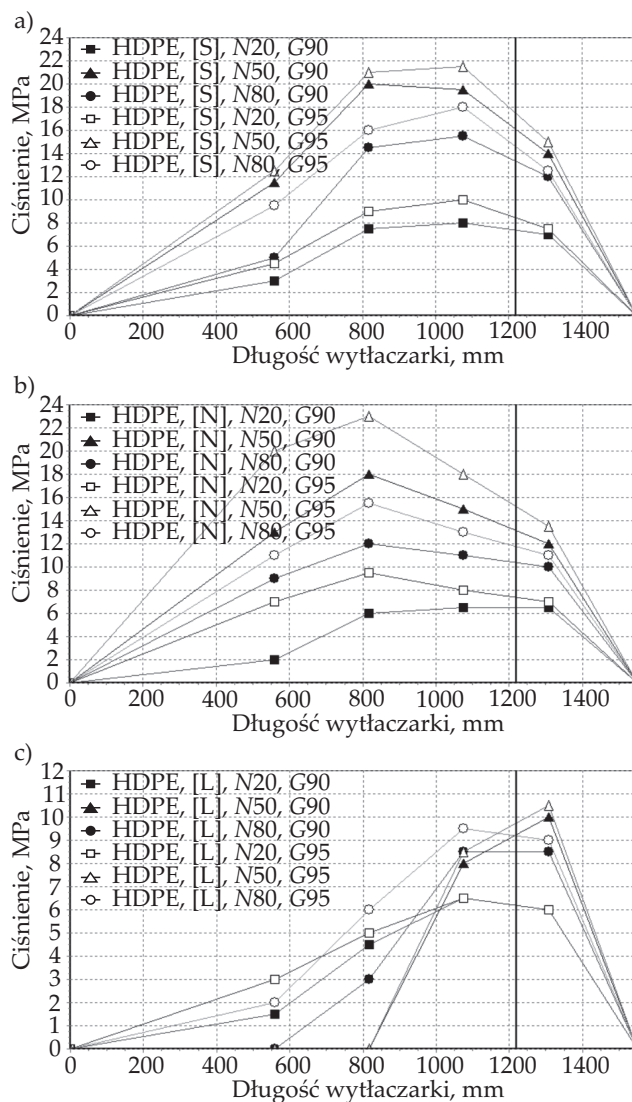 a)
24
22
20
18
16
14
12
10
8
6
4
2
0
Ciśnienie, MPa
HDPE, [S], N20, G90
HDPE, [S], N50, G90
HDPE, [S], N80, G90
HDPE, [S], N20, G95
HDPE, [S], N50, G95
HDPE, [S], N80, G95
0 200 400 600 800 1000 1200 1400
Długość wytłaczarki, mm
b)
24
22
20
18
16
14
12
10
8
6
4
2
0
Ciśnienie, MPa
HDPE, [N], N20, G90
HDPE, [N], N50, G90
HDPE, [N], N80, G90
HDPE, [N], N20, G95
HDPE, [N], N50, G95
HDPE, [N], N80, G95
0 200 400 600 800 1000 1200 1400
Długość wytłaczarki, mm
c)
12
11
10
9
8
7
6
5
4
3
2
1
0
Ciśnienie, MPa
HDPE, [L], N20, G90
HDPE, [L], N50, G90
HDPE, [L], N80, G90
HDPE, [L], N20, G95
HDPE, [L], N50, G95
HDPE, [L], N80, G95
0 200 400 600 800 1000 1200 1400
Długość wytłaczarki, mm